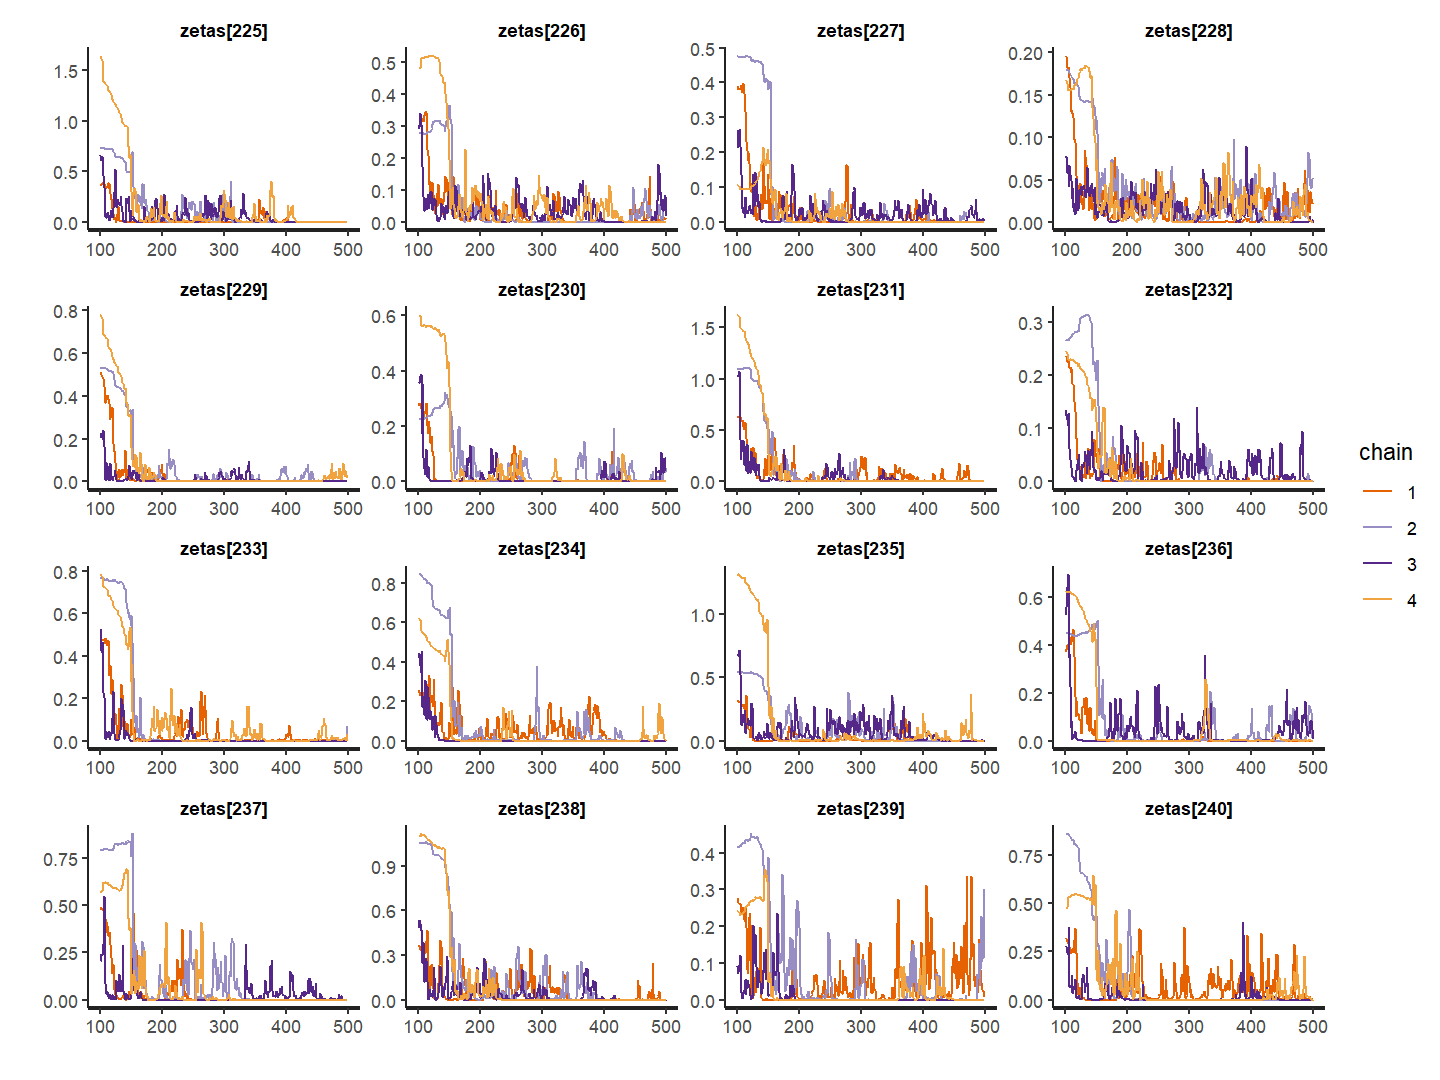 zetas[225] zetas[226] zetas[227] zetas[228]
1.5 1.0 0.5 0.0
0.5 0.4 0.3 0.2 0.1 0.0
0.5 0.4 0.3 0.2 0.1 0.0
0.20 0.15 0.10 0.05 0.00
100 200 300 400 500 100 200 300 400 500 100 200 300 400 500 100 200 300 400 500
zetas[229] zetas[230] zetas[231] zetas[232]
0.8 0.6 0.4 0.2 0.0
0.6 0.4 0.2 0.0
1.5 1.0 0.5 0.0
0.3 0.2 0.1 0.0
100 200 300 400 500 100 200 300 400 500 100 200 300 400 500 100 200 300 400 500
zetas[233] zetas[234] zetas[235] zetas[236]
0.8 0.6 0.4 0.2 0.0
0.8 0.6 0.4 0.2 0.0
1.0 0.5 0.0
0.6 0.4 0.2 0.0
100 200 300 400 500 100 200 300 400 500 100 200 300 400 500 100 200 300 400 500
zetas[237] zetas[238] zetas[239] zetas[240]
0.75 0.50 0.25 0.00
0.9 0.6 0.3 0.0
0.4 0.3 0.2 0.1 0.0
0.75 0.50 0.25 0.00
100 200 300 400 500 100 200 300 400 500 100 200 300 400 500 100 200 300 400 500
chain
1
2
3
4